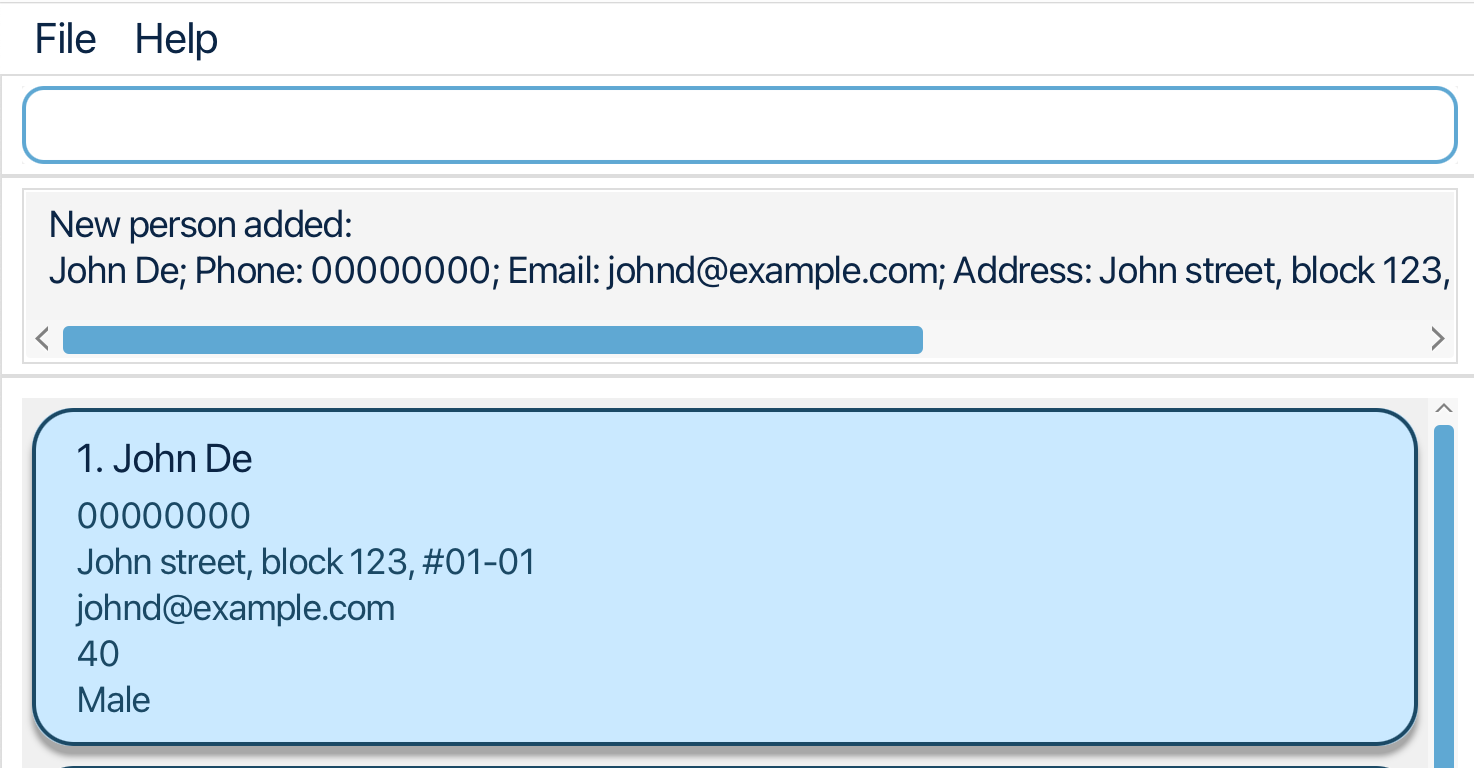 File Help
New person added:
John De; Phone: 00000000; Email: johnd@example.com; Address: John street, block 123,
1. John De
00000000
John street, block 123, #01-01
johnd@example.com
40
Male